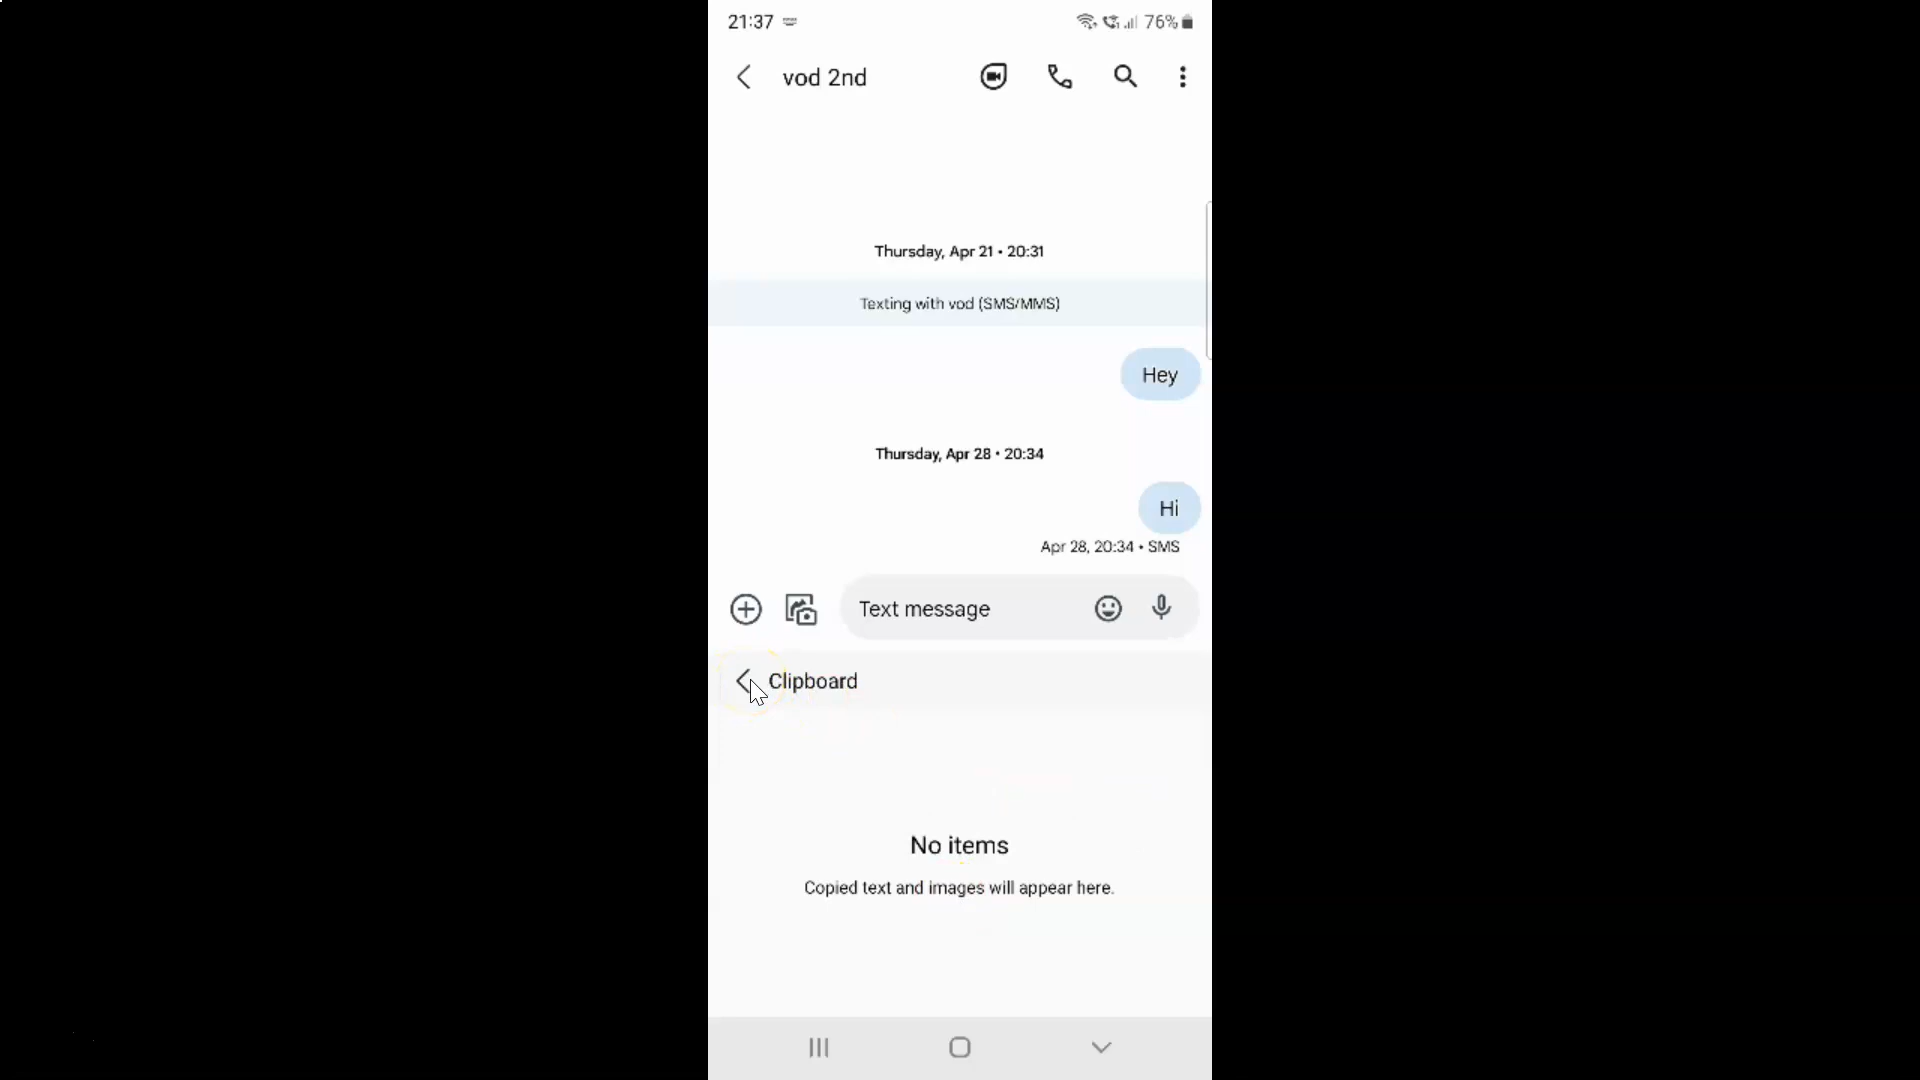 21:37
76%
vod 2nd
Thursday, Apr 21 • 20:31
Texting with vod (SMS/MMS)
Hey
Thursday, Apr 28 • 20:34
Hi
Apr 28, 20:34 • SMS
Text message
Clipboard
No items
Copied text and images will appear here.